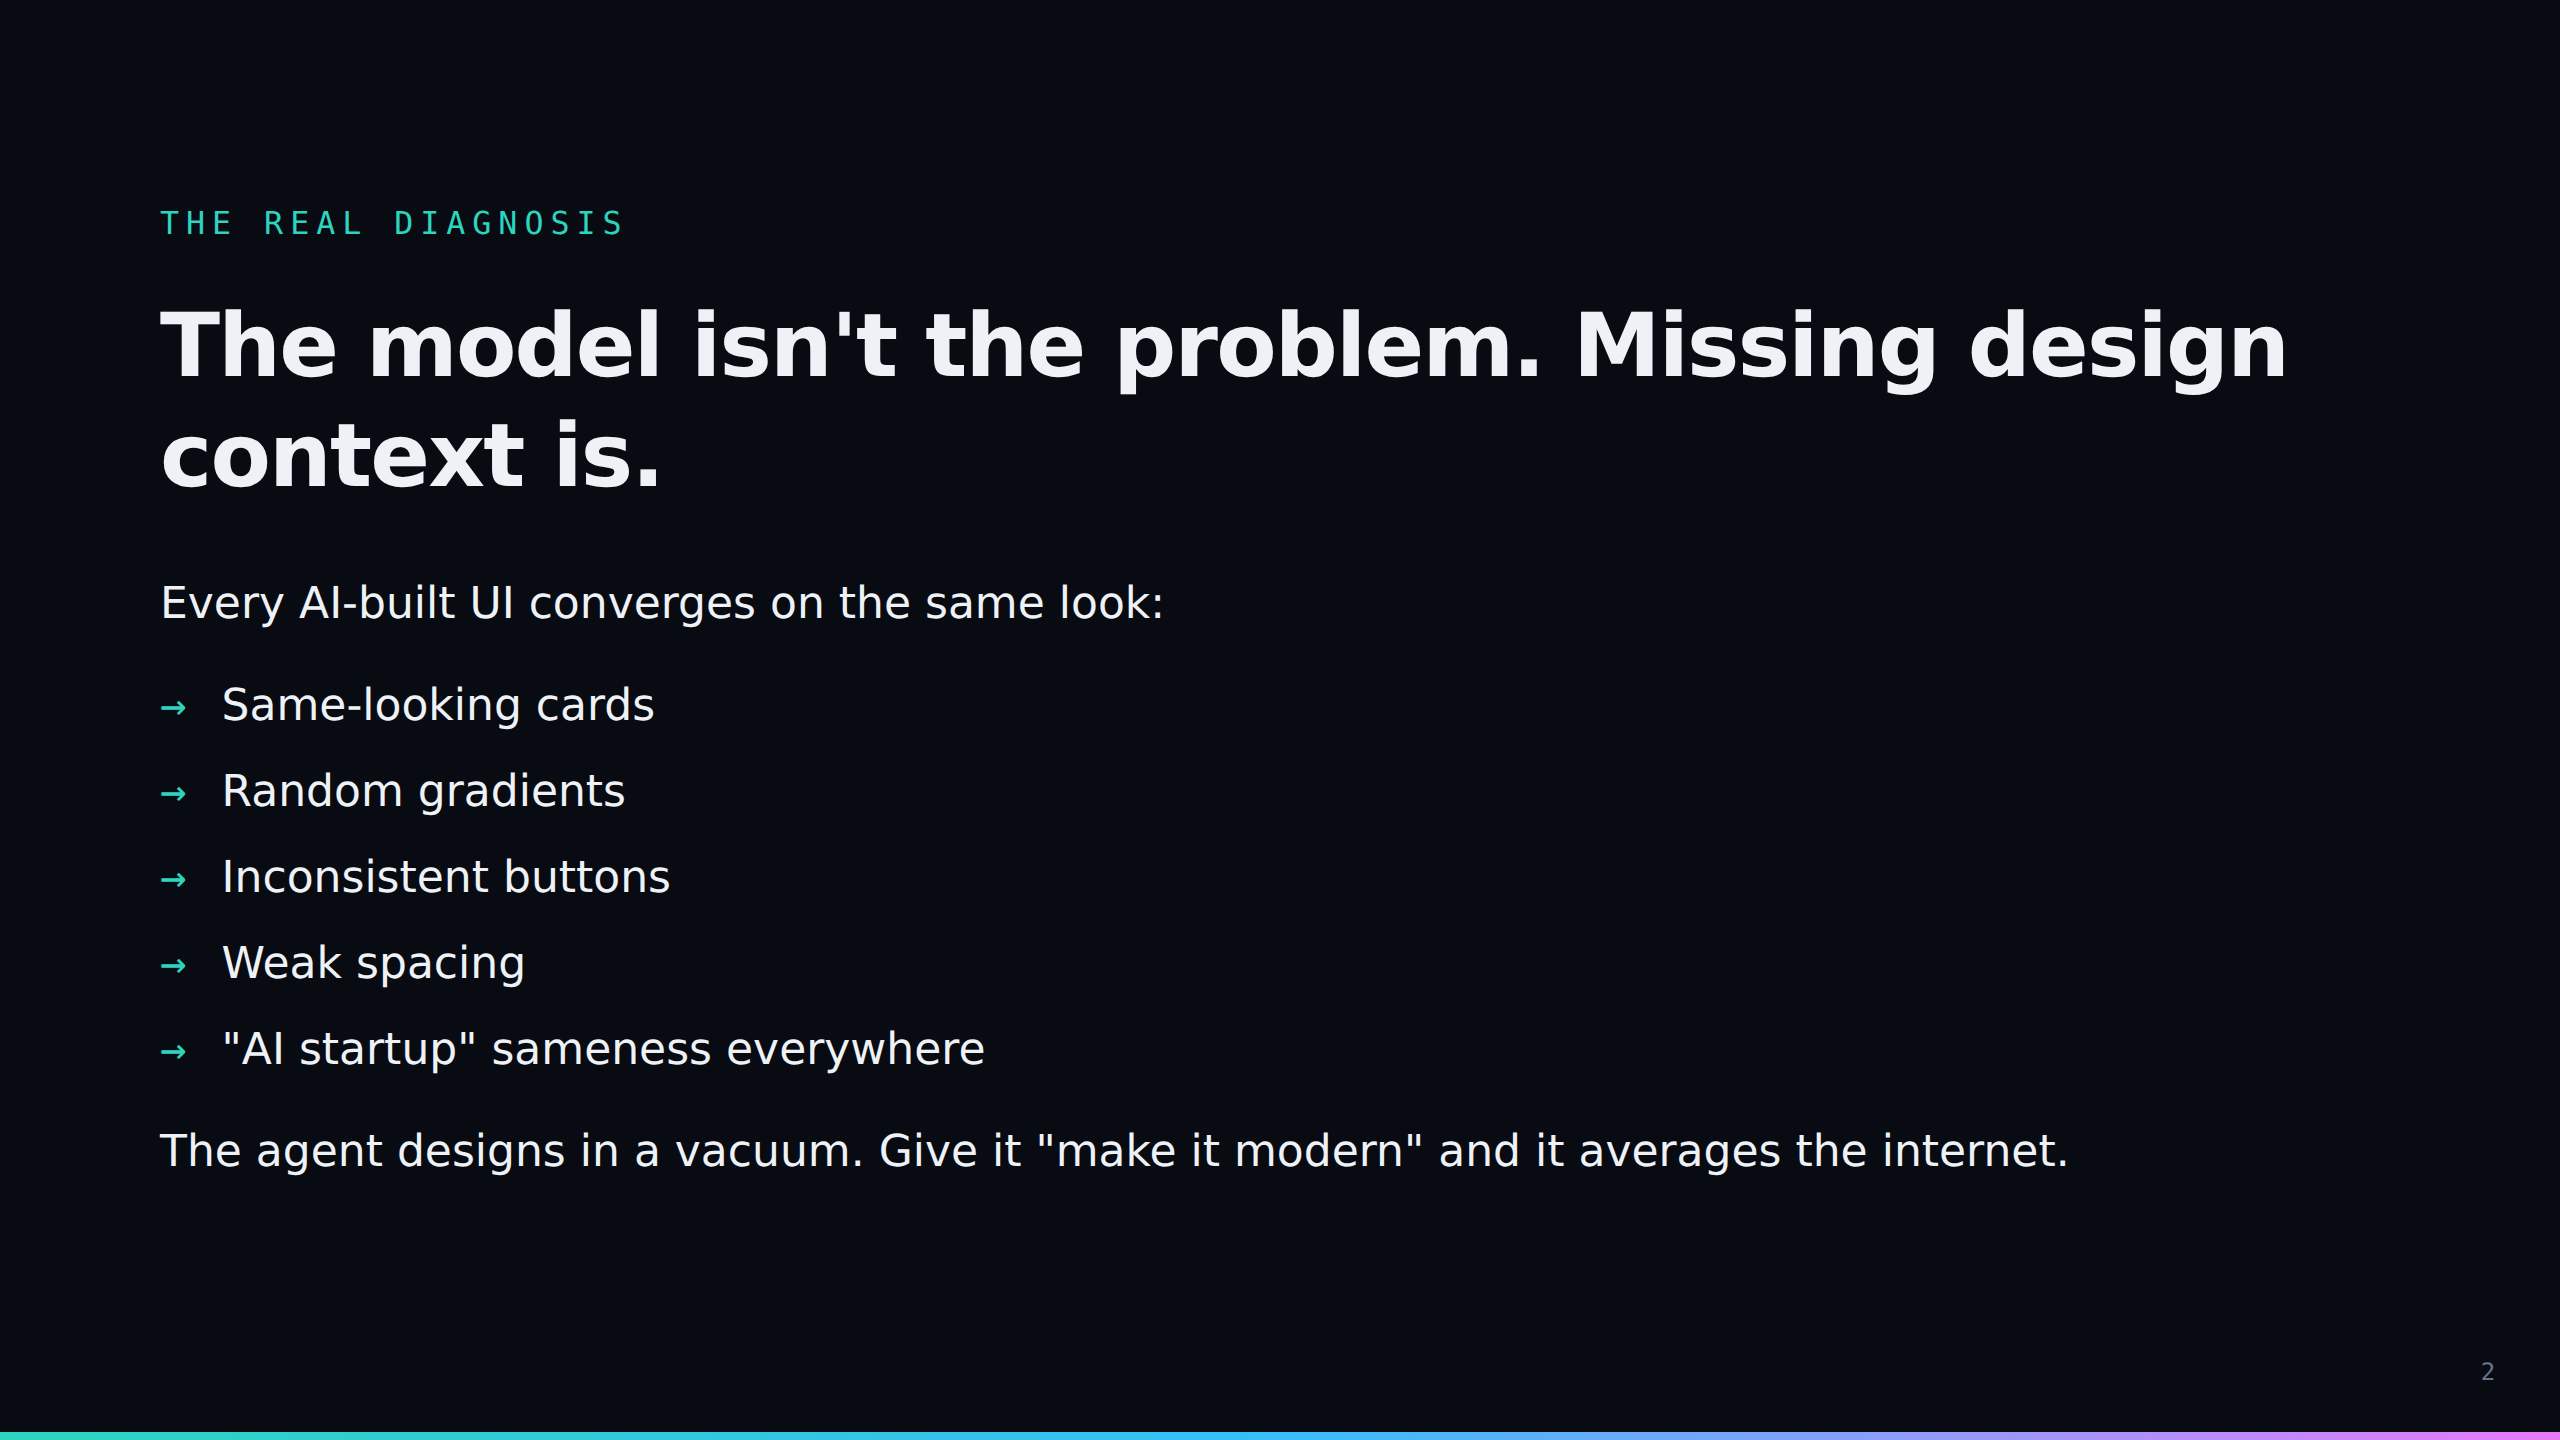 THE REAL DIAGNOSIS
The model isn't the problem. Missing design
context is.
Every AI-built UI converges on the same look:
→ Same-looking cards
→ Random gradients
→ Inconsistent buttons
→ Weak spacing
→ "AI startup" sameness everywhere
The agent designs in a vacuum. Give it "make it modern" and it averages the internet.
2